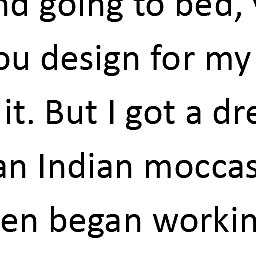 nd going to bed,
ou design for my
it. But I got a dre
an Indian moccas
en began workin